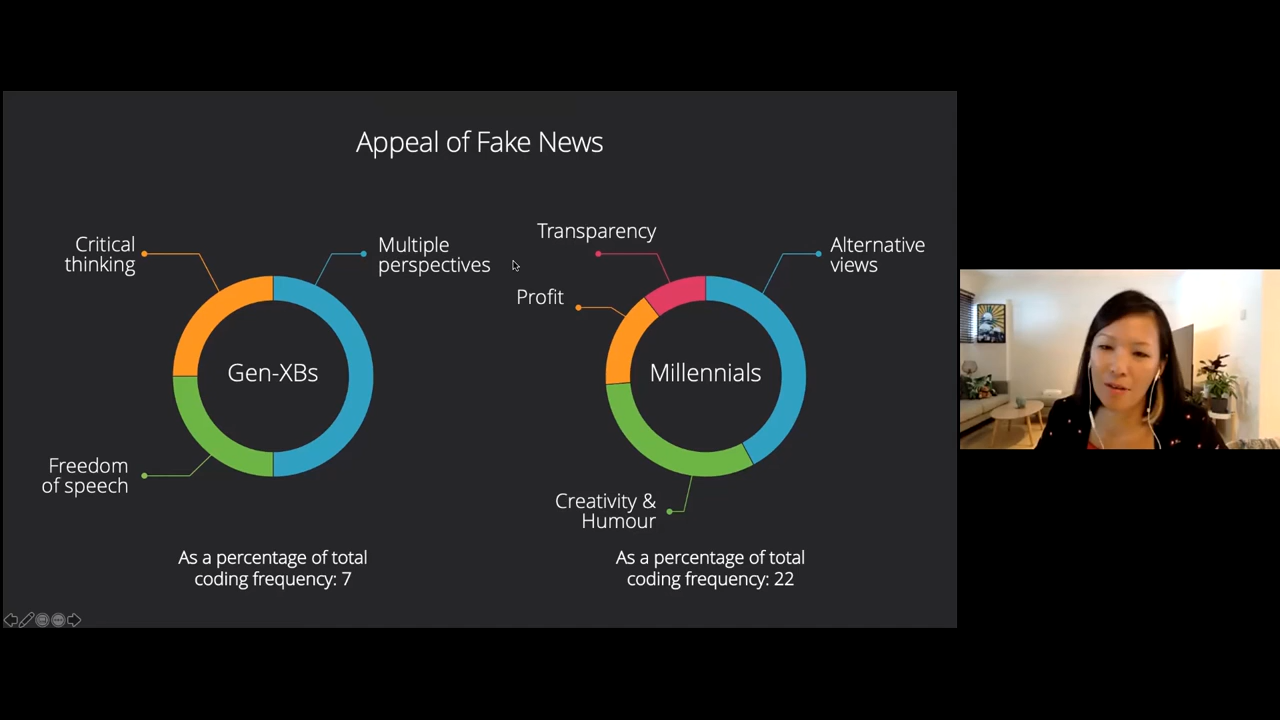 Appeal of Fake News
Critical
thinking
Multiple
perspectives
Gen-XBs
Freedom
of speech
As a percentage of total
coding frequency: 7
Transparency
Alternative
views
Profit
Millennials
Creativity &
Humour
As a percentage of total
coding frequency: 22